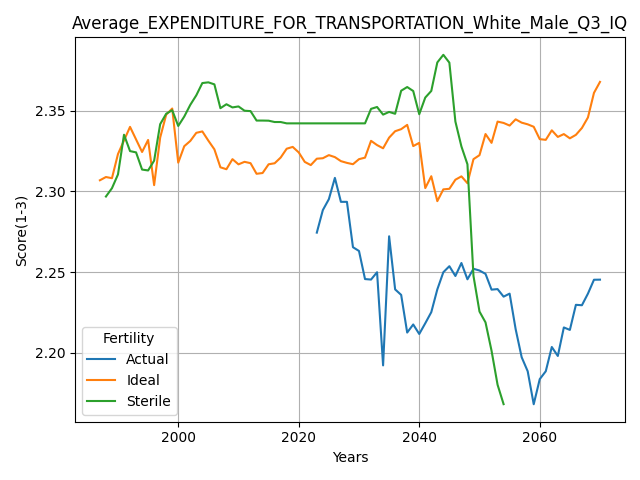 Average_EXPENDITURE_FOR_TRANSPORTATION_White_Male_Q3_IQ
Score(1-3)
2.35
2.30
2.25
2.20
Fertility
Actual
Ideal
Sterile
2000
2020
2040
2060
Years